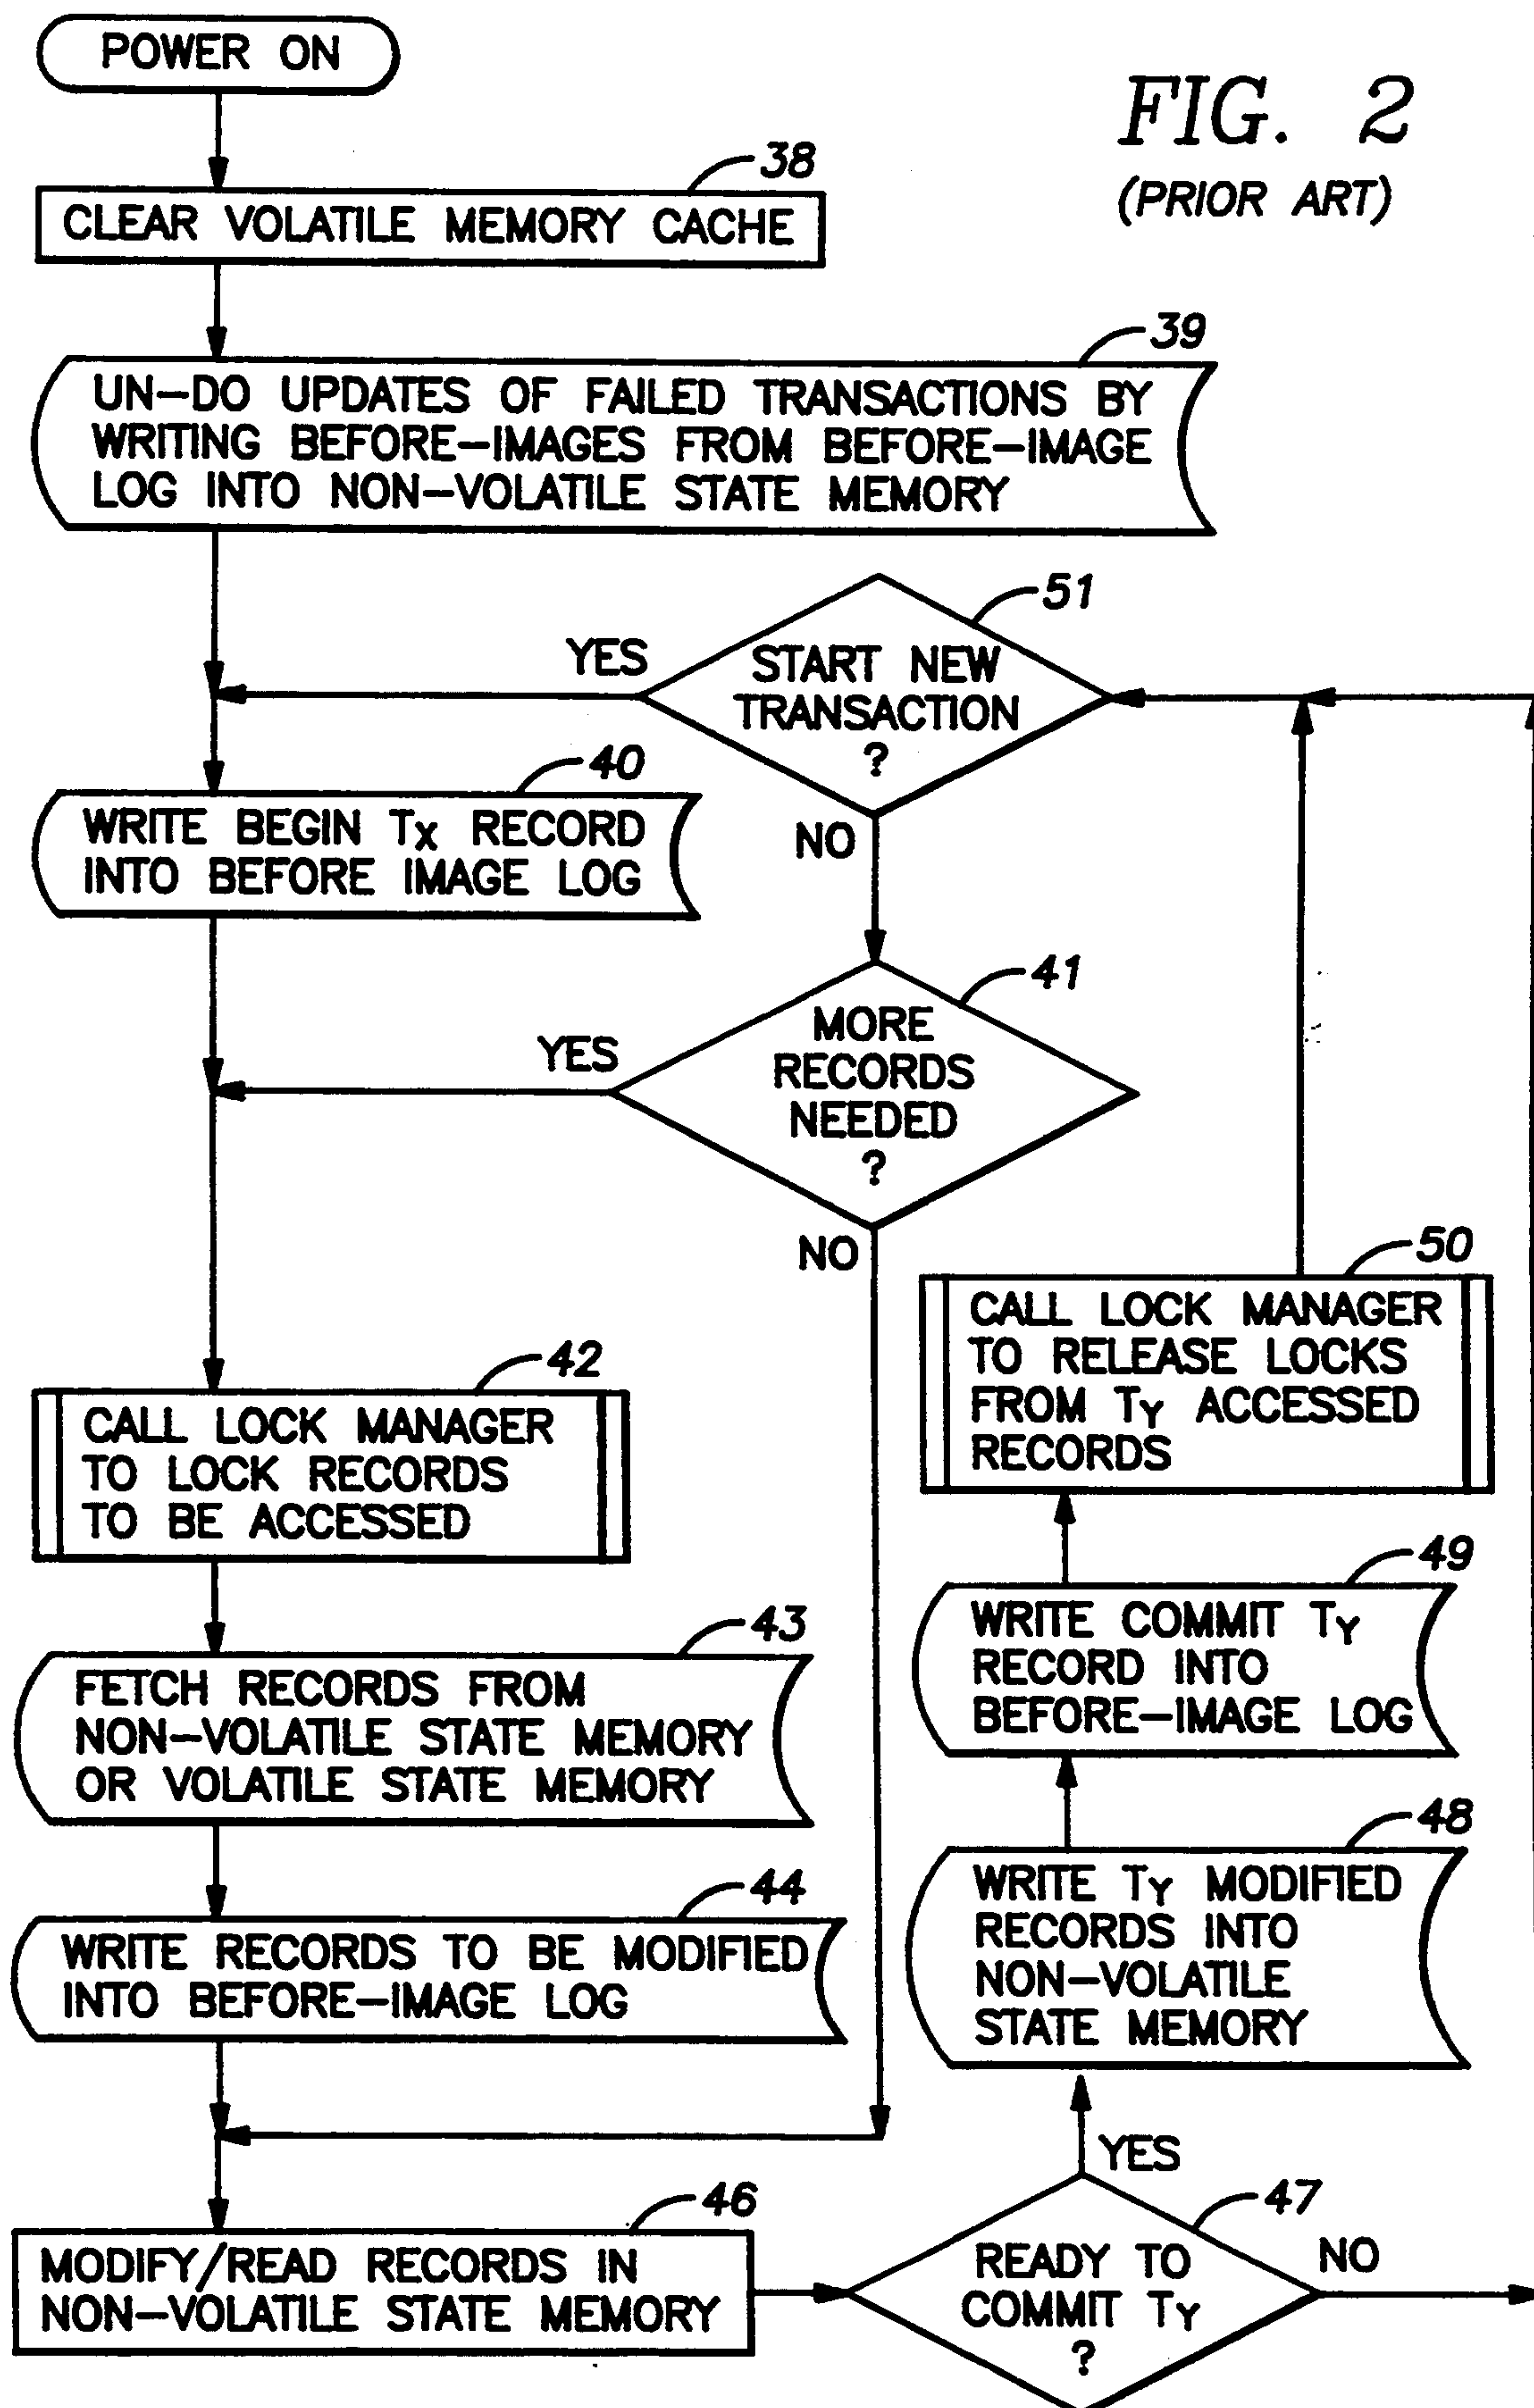 POWER ON
FIG. 2
(PRIOR ART)
38
CLEAR VOLATILE MEMORY CACHE
39
UN-DO UPDATES OF FAILED TRANSACTIONS BY
WRITING BEFORE-IMAGES FROM BEFORE-IMAGE
LOG INTO NON-VOLATILE STATE MEMORY
51
YES
START NEW
TRANSACTION
?
NO
40
WRITE BEGIN TX RECORD
INTO BEFORE IMAGE LOG
41
YES
MORE
RECORDS
NEEDED
?
NO
42
CALL LOCK MANAGER
TO LOCK RECORDS
TO BE ACCESSED
43
FETCH RECORDS FROM
NON-VOLATILE STATE MEMORY
OR VOLATILE STATE MEMORY
44
WRITE RECORDS TO BE MODIFIED
INTO BEFORE-IMAGE LOG
46
MODIFY/READ RECORDS IN
NON-VOLATILE STATE MEMORY
47
READY TO
COMMIT TY
?
NO
YES
48
WRITE TY MODIFIED
RECORDS INTO
NON-VOLATILE
STATE MEMORY
49
WRITE COMMIT TY
RECORD INTO
BEFORE-IMAGE LOG
50
CALL LOCK MANAGER
TO RELEASE LOCKS
FROM TY ACCESSED
RECORDS